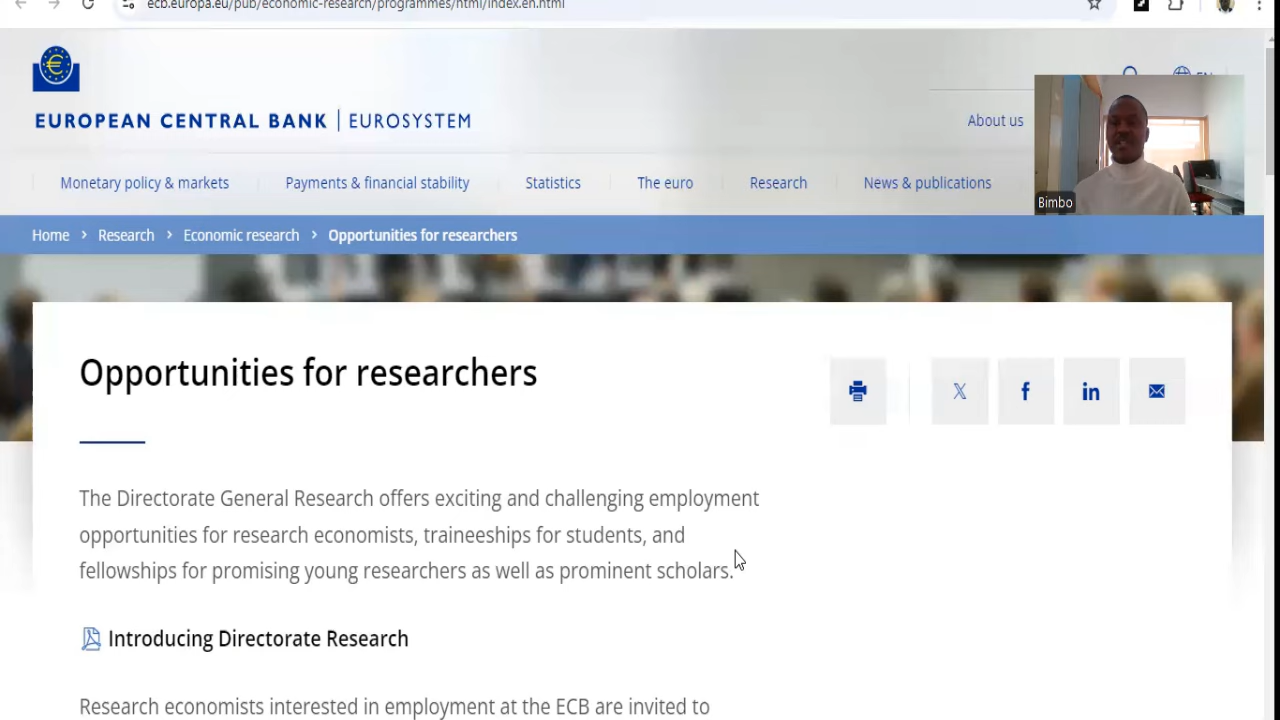 ecb.europa.eu/pub/economic-research/programmes/html/index.en.html
EUROPEAN CENTRAL BANK | EUROSYSTEM
EN
About us
Monetary policy & markets
Payments & financial stability
Statistics
The euro
Research
News & publications
Bimbo
Home > Research > Economic research > Opportunities for researchers
Opportunities for researchers
The Directorate General Research offers exciting and challenging employment
opportunities for research economists, traineeships for students, and
fellowships for promising young researchers as well as prominent scholars.
Introducing Directorate Research
Research economists interested in employment at the ECB are invited to